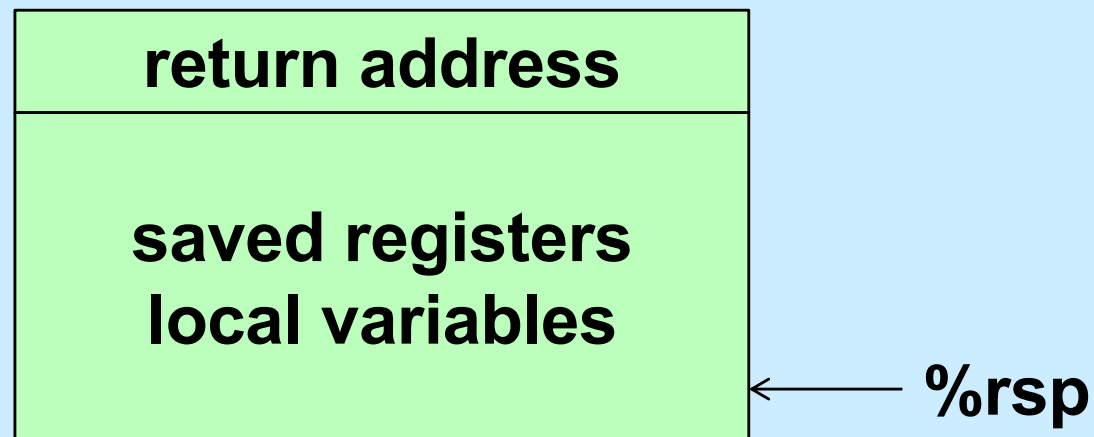 return address
saved registers
local variables
%rsp